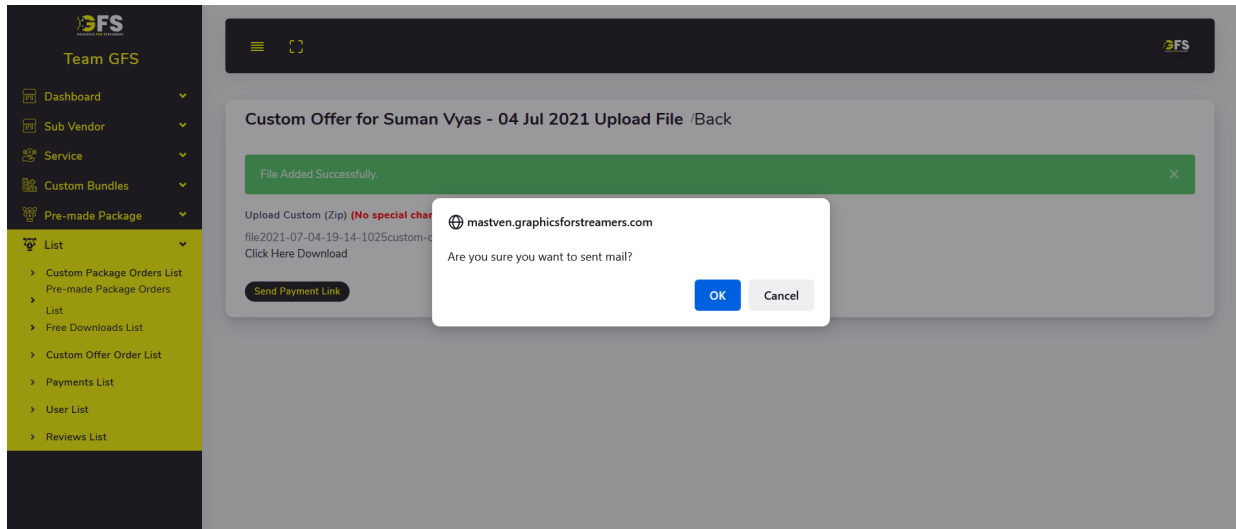 GFS
Team GFS
Dashboard
Sub Vendor
Service
Custom Bundles
Pre-made Package
List
Custom Package Orders List
Pre-made Package Orders
List
Free Downloads List
Custom Offer Order List
Payments List
User List
Reviews List
GFS
Custom Offer for Suman Vyas - 04 Jul 2021 Upload File /Back
File Added Successfully.
Upload Custom (Zip) (No special char
file2021-07-04-19-14-1025custom-
Click Here Download
Send Payment Link
mastven.graphicsforstreamers.com
Are you sure you want to sent mail?
OK Cancel